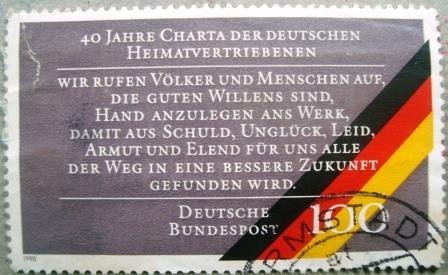 40 JAHRE CHARTA DER DEUTSCHEN
HEIMATVERTRIEBENEN
WIR RUFEN VÖLKER UND MENSCHEN AUF,
DIE GUTEN WILLENS SIND,
HAND ANZULEGEN ANS WERK,
DAMIT AUS SCHULD, UNGLÜCK, LEID,
ARMUT UND ELEND FÜR UNS ALLE
DER WEG IN EINE BESSERE ZUKUNFT
GEFUNDEN WIRD.
DEUTSCHE
BUNDESPOST
100
1990
RMSTADT